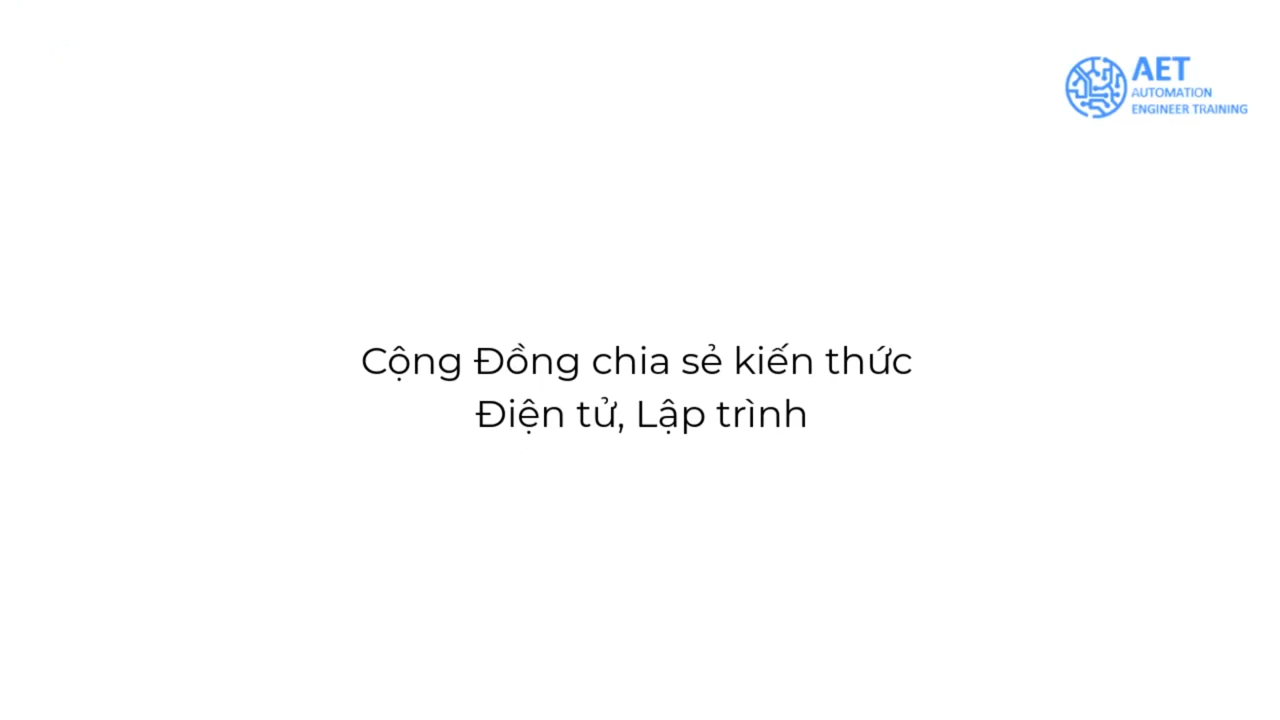 AET
AUTOMATION
ENGINEER TRAINING
Cộng Đồng chia sẻ kiến thức
Điện tử, Lập trình